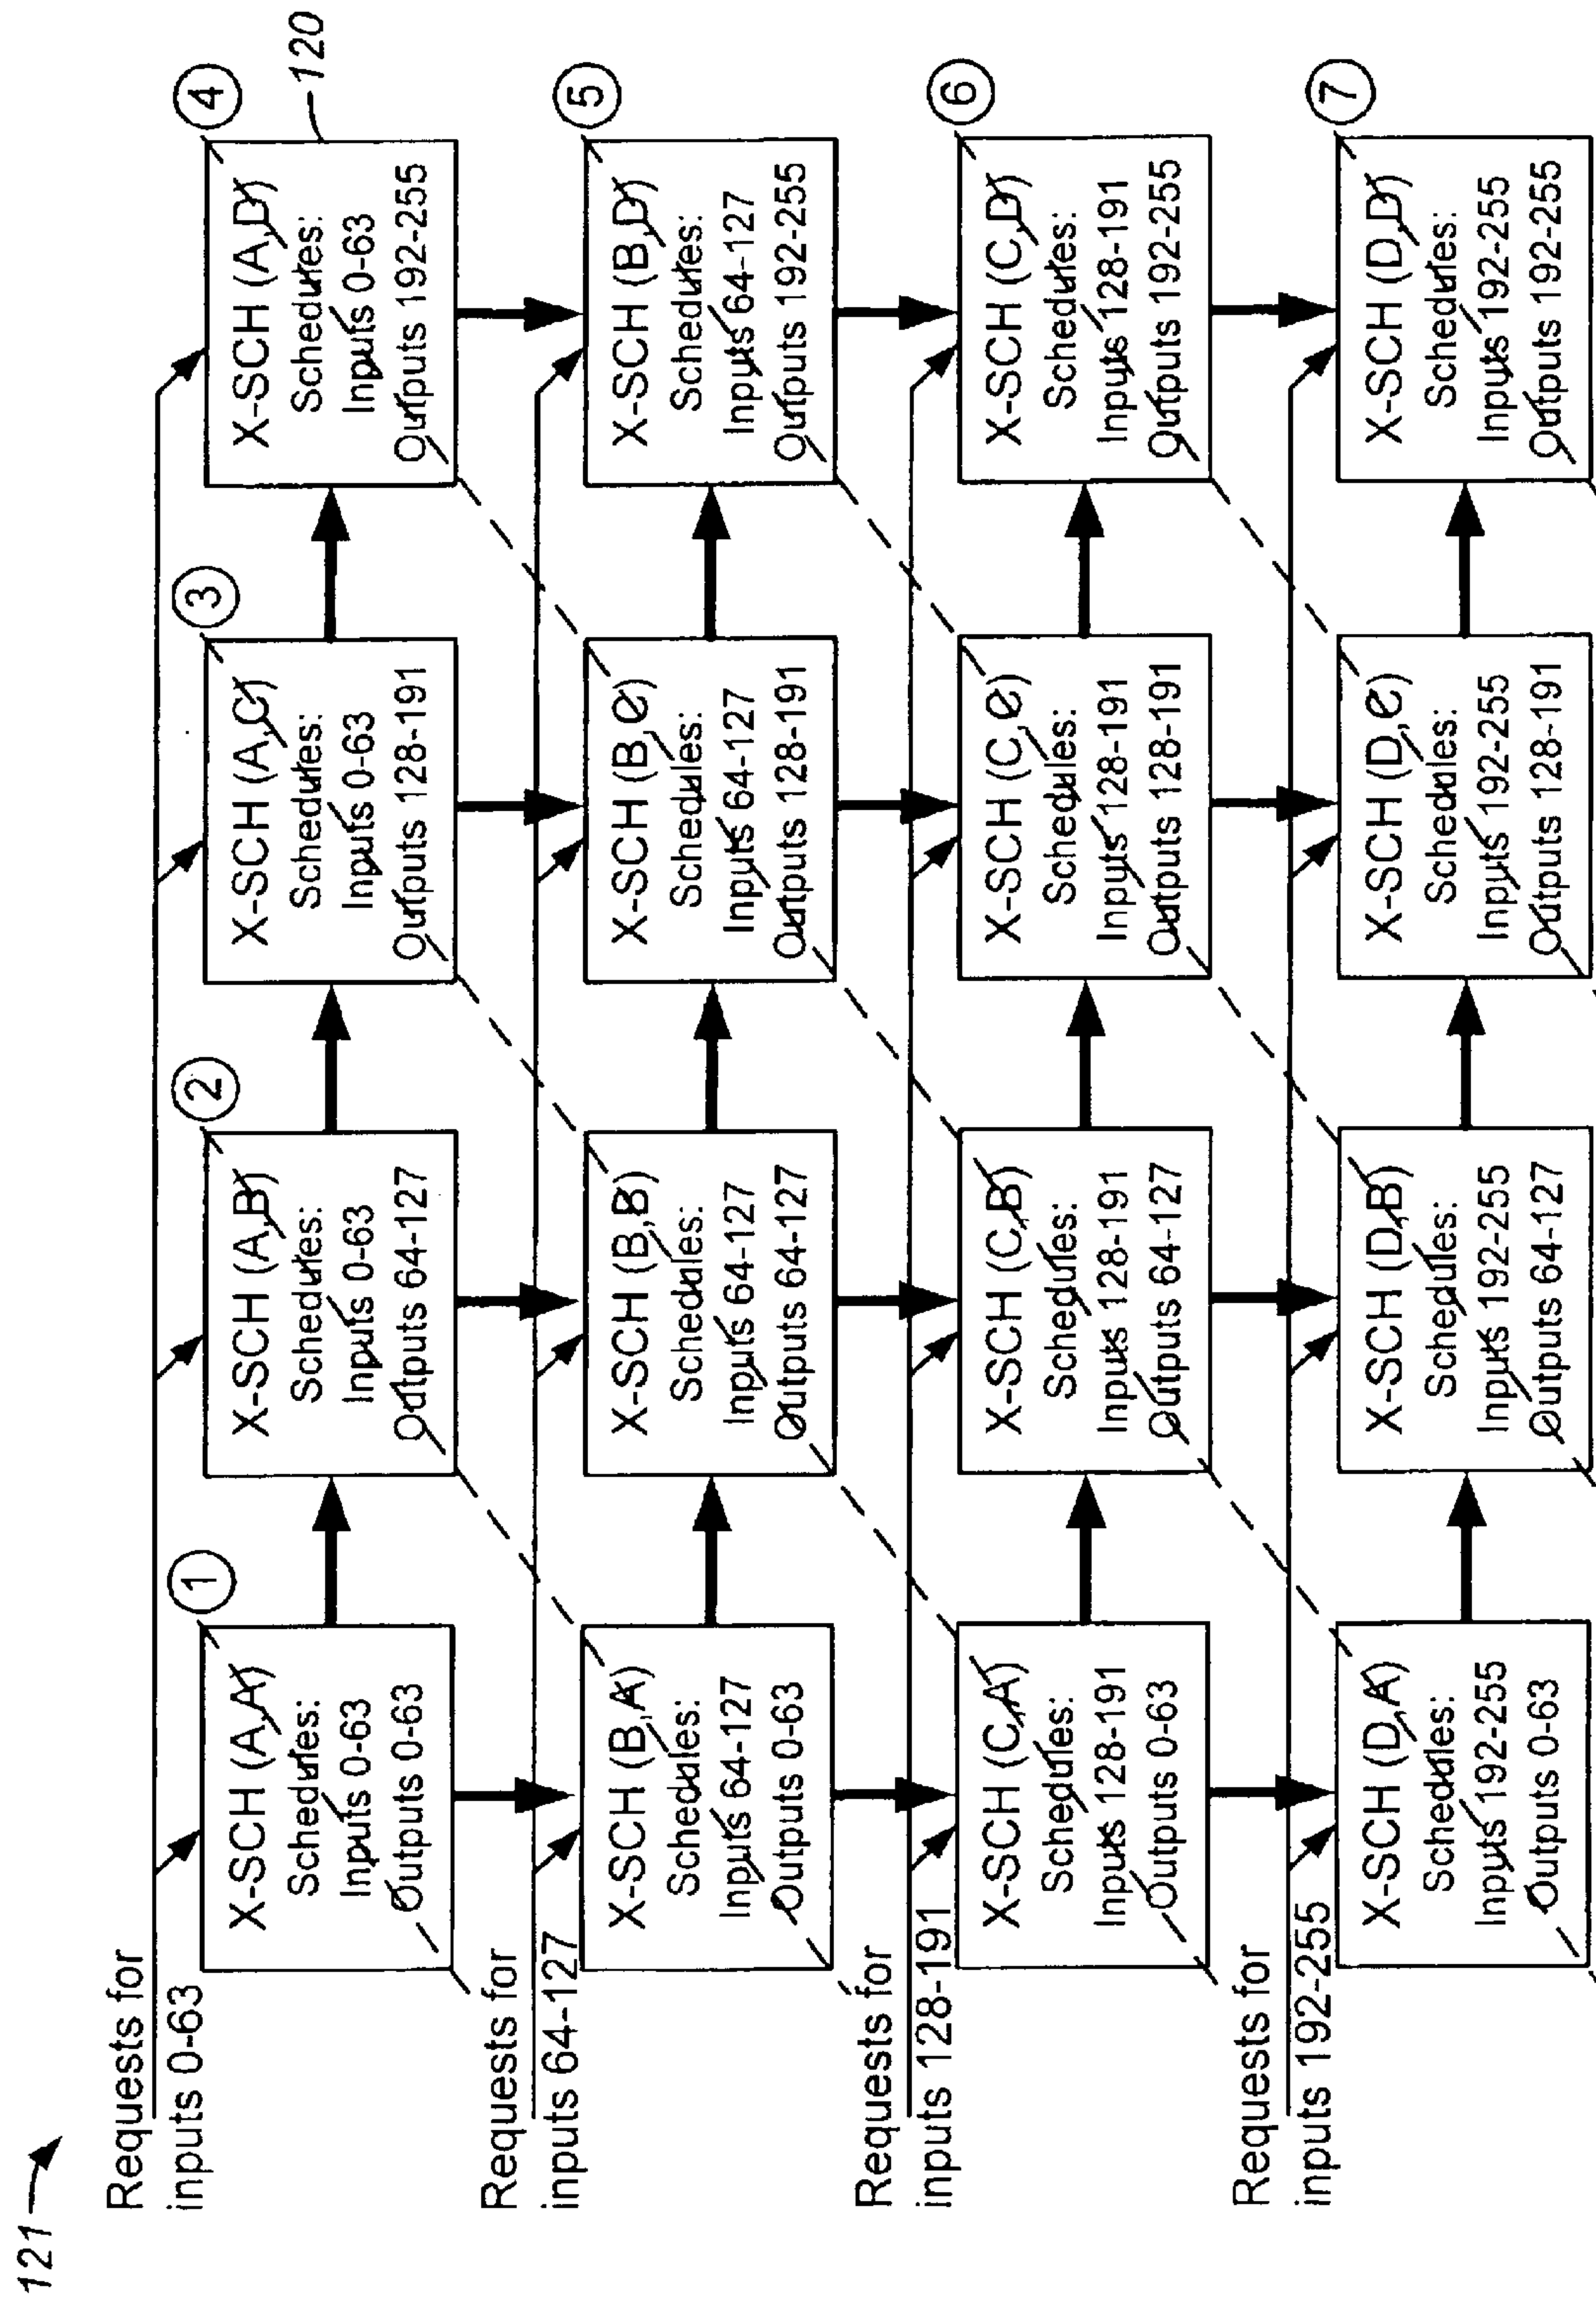 121
Requests for
inputs 0-63
1
2
3
4
120
X-SCH (A,A)
Schedules:
Inputs 0-63
Outputs 0-63
X-SCH (A,B)
Schedules:
Inputs 0-63
Outputs 64-127
X-SCH (A,C)
Schedules:
Inputs 0-63
Outputs 128-191
X-SCH (A,D)
Schedules:
Inputs 0-63
Outputs 192-255
Requests for
inputs 64-127
5
X-SCH (B,A)
Schedules:
Inputs 64-127
Outputs 0-63
X-SCH (B,B)
Schedules:
Inputs 64-127
Outputs 64-127
X-SCH (B,C)
Schedules:
Inputs 64-127
Outputs 128-191
X-SCH (B,D)
Schedules:
Inputs 64-127
Outputs 192-255
Requests for
inputs 128-191
6
X-SCH (C,A)
Schedules:
Inputs 128-191
Outputs 0-63
X-SCH (C,B)
Schedules:
Inputs 128-191
Outputs 64-127
X-SCH (C,C)
Schedules:
Inputs 128-191
Outputs 128-191
X-SCH (C,D)
Schedules:
Inputs 128-191
Outputs 192-255
Requests for
inputs 192-255
7
X-SCH (D,A)
Schedules:
Inputs 192-255
Outputs 0-63
X-SCH (D,B)
Schedules:
Inputs 192-255
Outputs 64-127
X-SCH (D,C)
Schedules:
Inputs 192-255
Outputs 128-191
X-SCH (D,D)
Schedules:
Inputs 192-255
Outputs 192-255